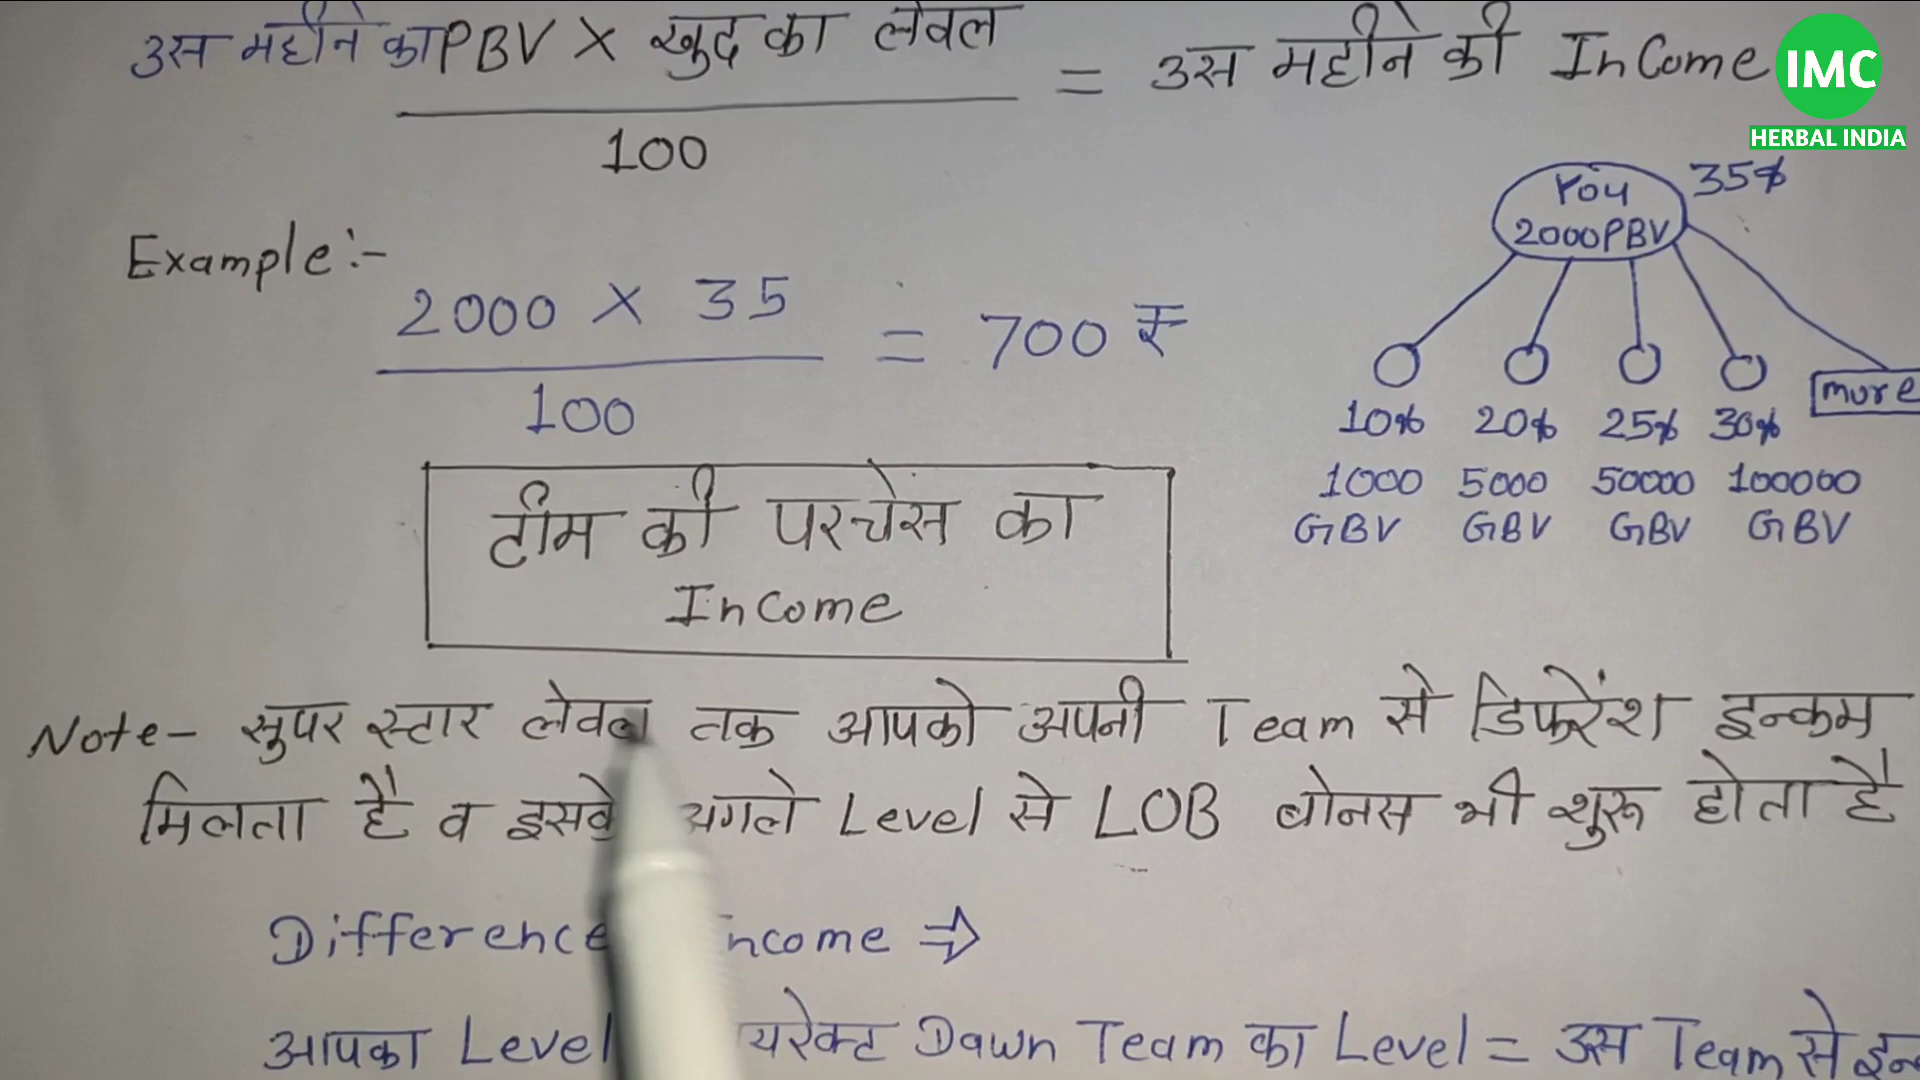 उस महीने का PBV X खुद का लेवल = उस महीने की InCome
100
IMC
HERBAL INDIA
You 35%
2000PBV
Example:-
2000 X 35 = 700 ₹
100
more
10% 20% 25% 30%
1000 5000 50000 100000
GBV GBV GBV GBV
टीम की परचेस का
InCome
Note- सुपर स्टार लेवल तक आपको अपनी Team से डिफरेंश इन्कम
मिलता है व अगले Level से LOB बोनस भी शुरू होता है
Difference Income ⇒
आपका Level Dawn Team का Level = उस Team से